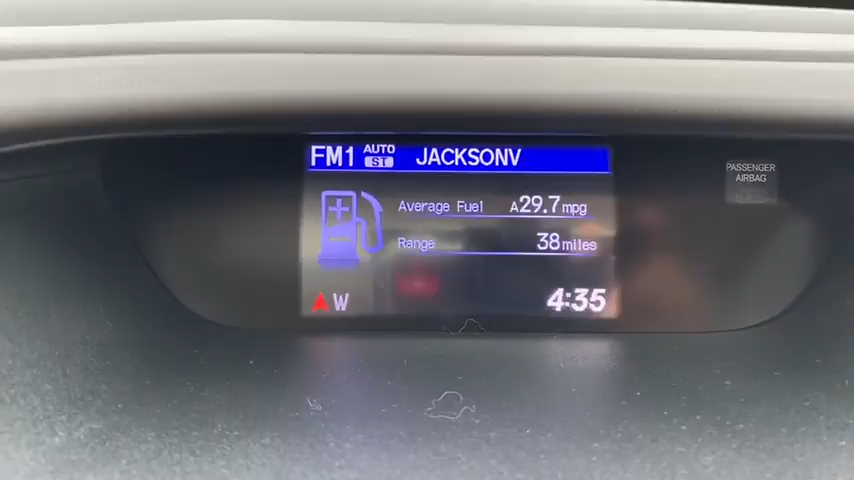 FM1 AUTO ST JACKSONV
PASSENGER
AIRBAG
Average Fuel A29.7mpg
Range 38miles
W 4:35